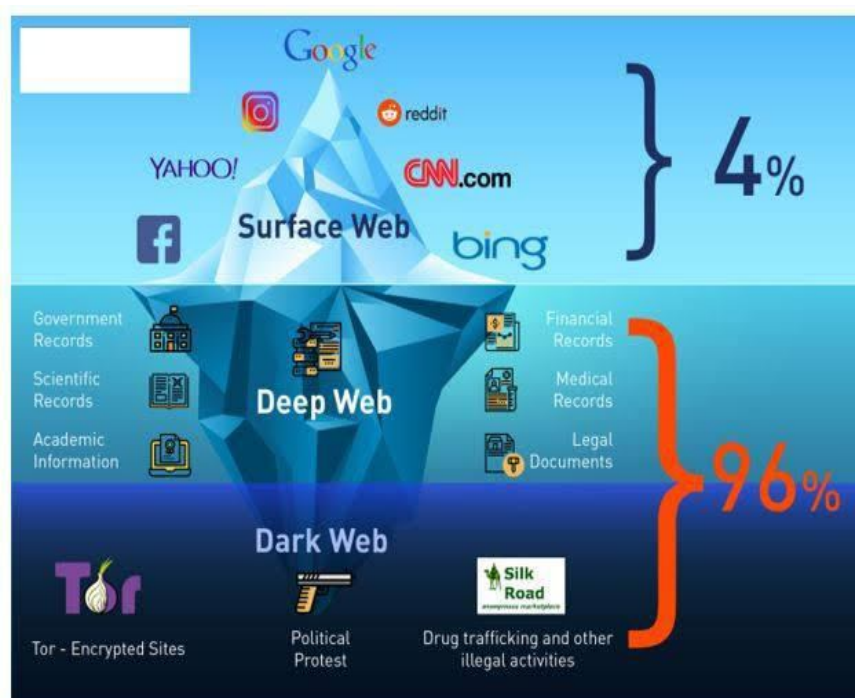 Google
reddit
YAHOO!
CNN.com
4%
Surface Web
bing
Government
Records
Financial
Records
Scientific
Records
Deep Web
Medical
Records
Academic
Information
Legal
Documents
96%
Dark Web
Tor
Silk
Road
anonymous marketplace
Tor - Encrypted Sites
Political
Protest
Drug trafficking and other
illegal activities